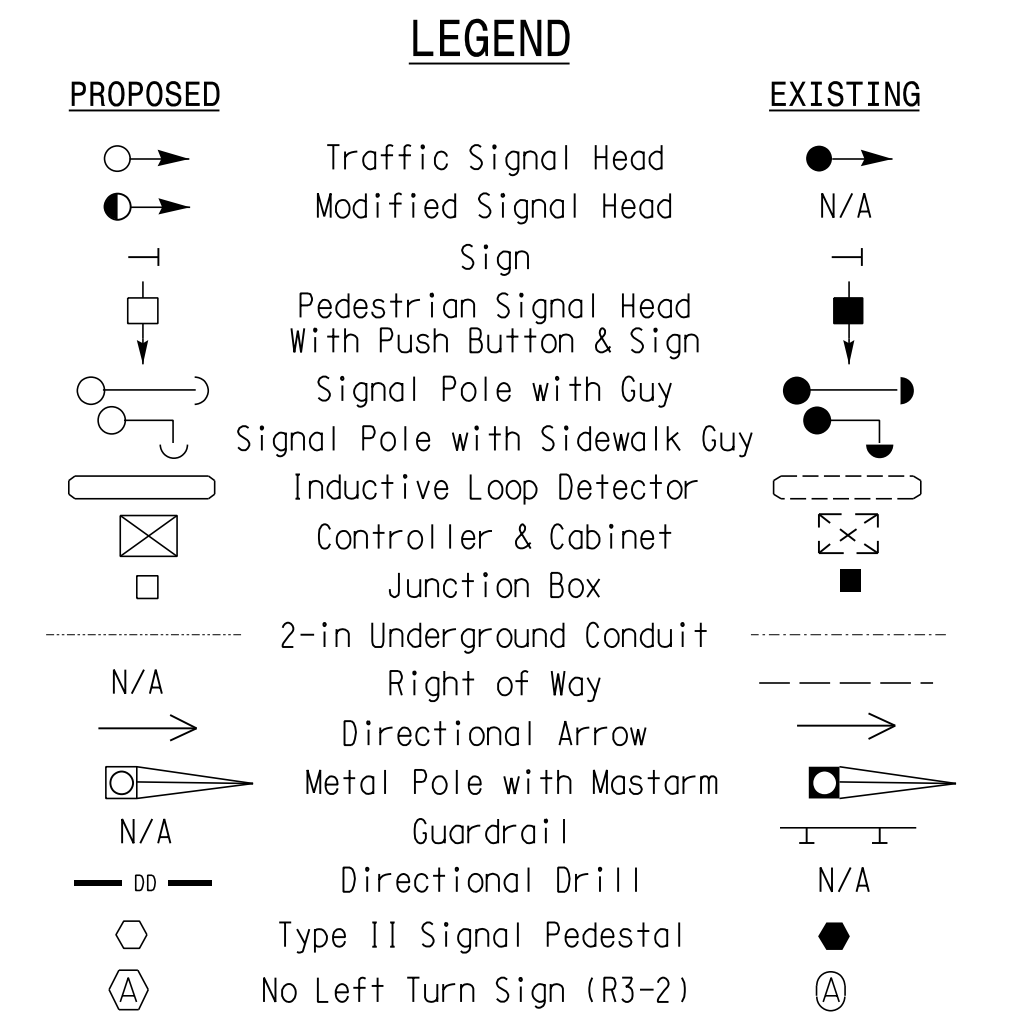 LEGEND
PROPOSED EXISTING
Traffic Signal Head
Modified Signal Head N/A
Sign
Pedestrian Signal Head
With Push Button & Sign
Signal Pole with Guy
Signal Pole with Sidewalk Guy
Inductive Loop Detector
Controller & Cabinet
Junction Box
2-in Underground Conduit
N/A Right of Way
Directional Arrow
Metal Pole with Mastarm
N/A Guardrail
DD Directional Drill N/A
Type II Signal Pedestal
A No Left Turn Sign (R3-2) A